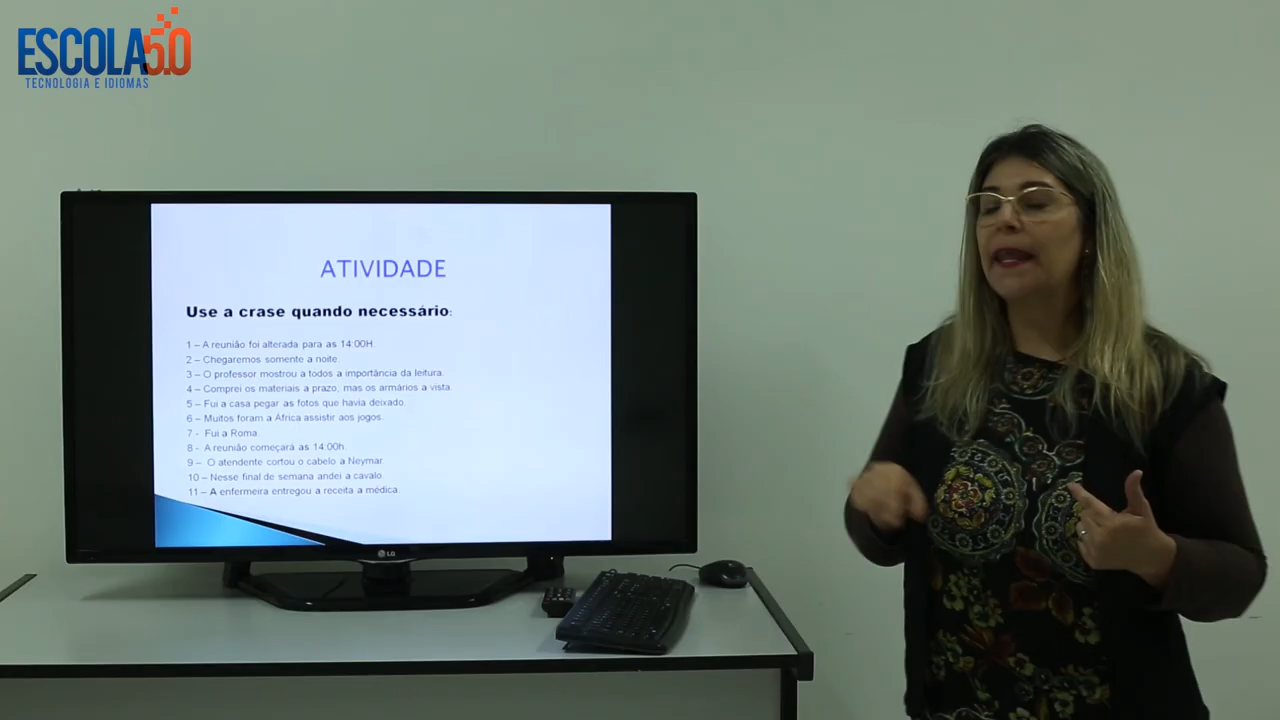 ESCOLA5.0
TECNOLOGIA E IDIOMAS
ATIVIDADE
Use a crase quando necessário:
1 – A reunião foi alterada para as 14:00H.
2 – Chegaremos somente a noite.
3 – O professor mostrou a todos a importância da leitura.
4 – Comprei os materiais a prazo, mas os armários a vista.
5 – Fui a casa pegar as fotos que havia deixado.
6 – Muitos foram a África assistir aos jogos.
7 - Fui a Roma.
8 - A reunião começará as 14:00h.
9 – O atendente cortou o cabelo a Neymar.
10 – Nesse final de semana andei a cavalo.
11 – A enfermeira entregou a receita a médica.
LG